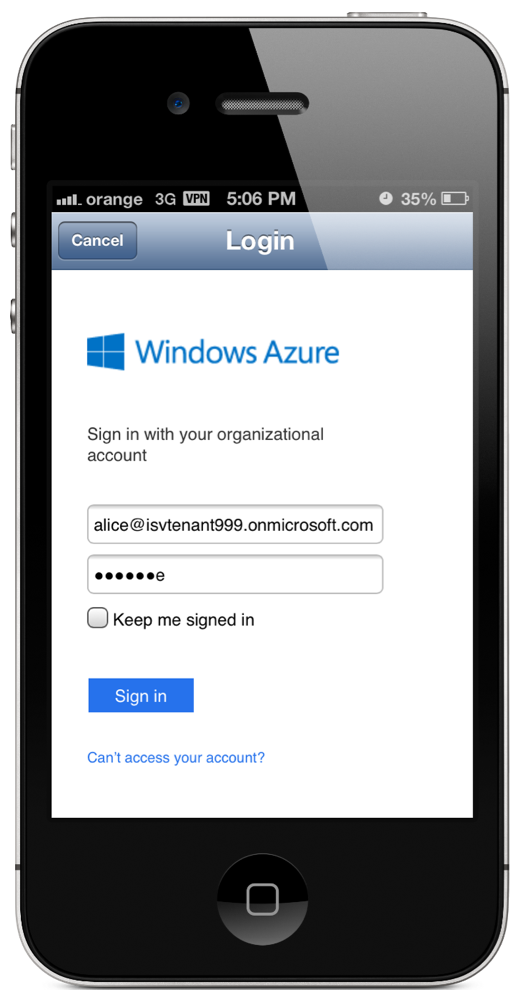 orange 3G VPN 5:06 PM 35%
Cancel Login
Windows Azure
Sign in with your organizational
account
alice@isvtenant999.onmicrosoft.com
●●●●●●e
Keep me signed in
Sign in
Can't access your account?